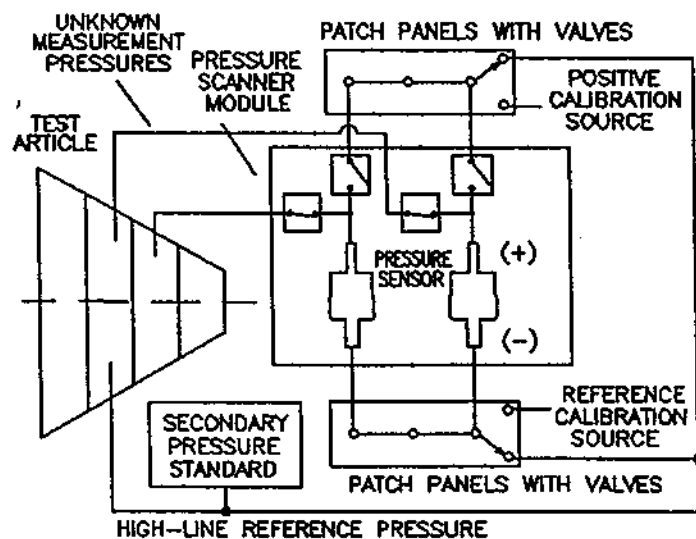 UNKNOWN
MEASUREMENT
PRESSURES
PATCH PANELS WITH VALVES
PRESSURE
SCANNER
MODULE
POSITIVE
CALIBRATION
SOURCE
TEST
ARTICLE
PRESSURE
SENSOR
(+)
(-)
REFERENCE
CALIBRATION
SOURCE
SECONDARY
PRESSURE
STANDARD
PATCH PANELS WITH VALVES
HIGH-LINE REFERENCE PRESSURE